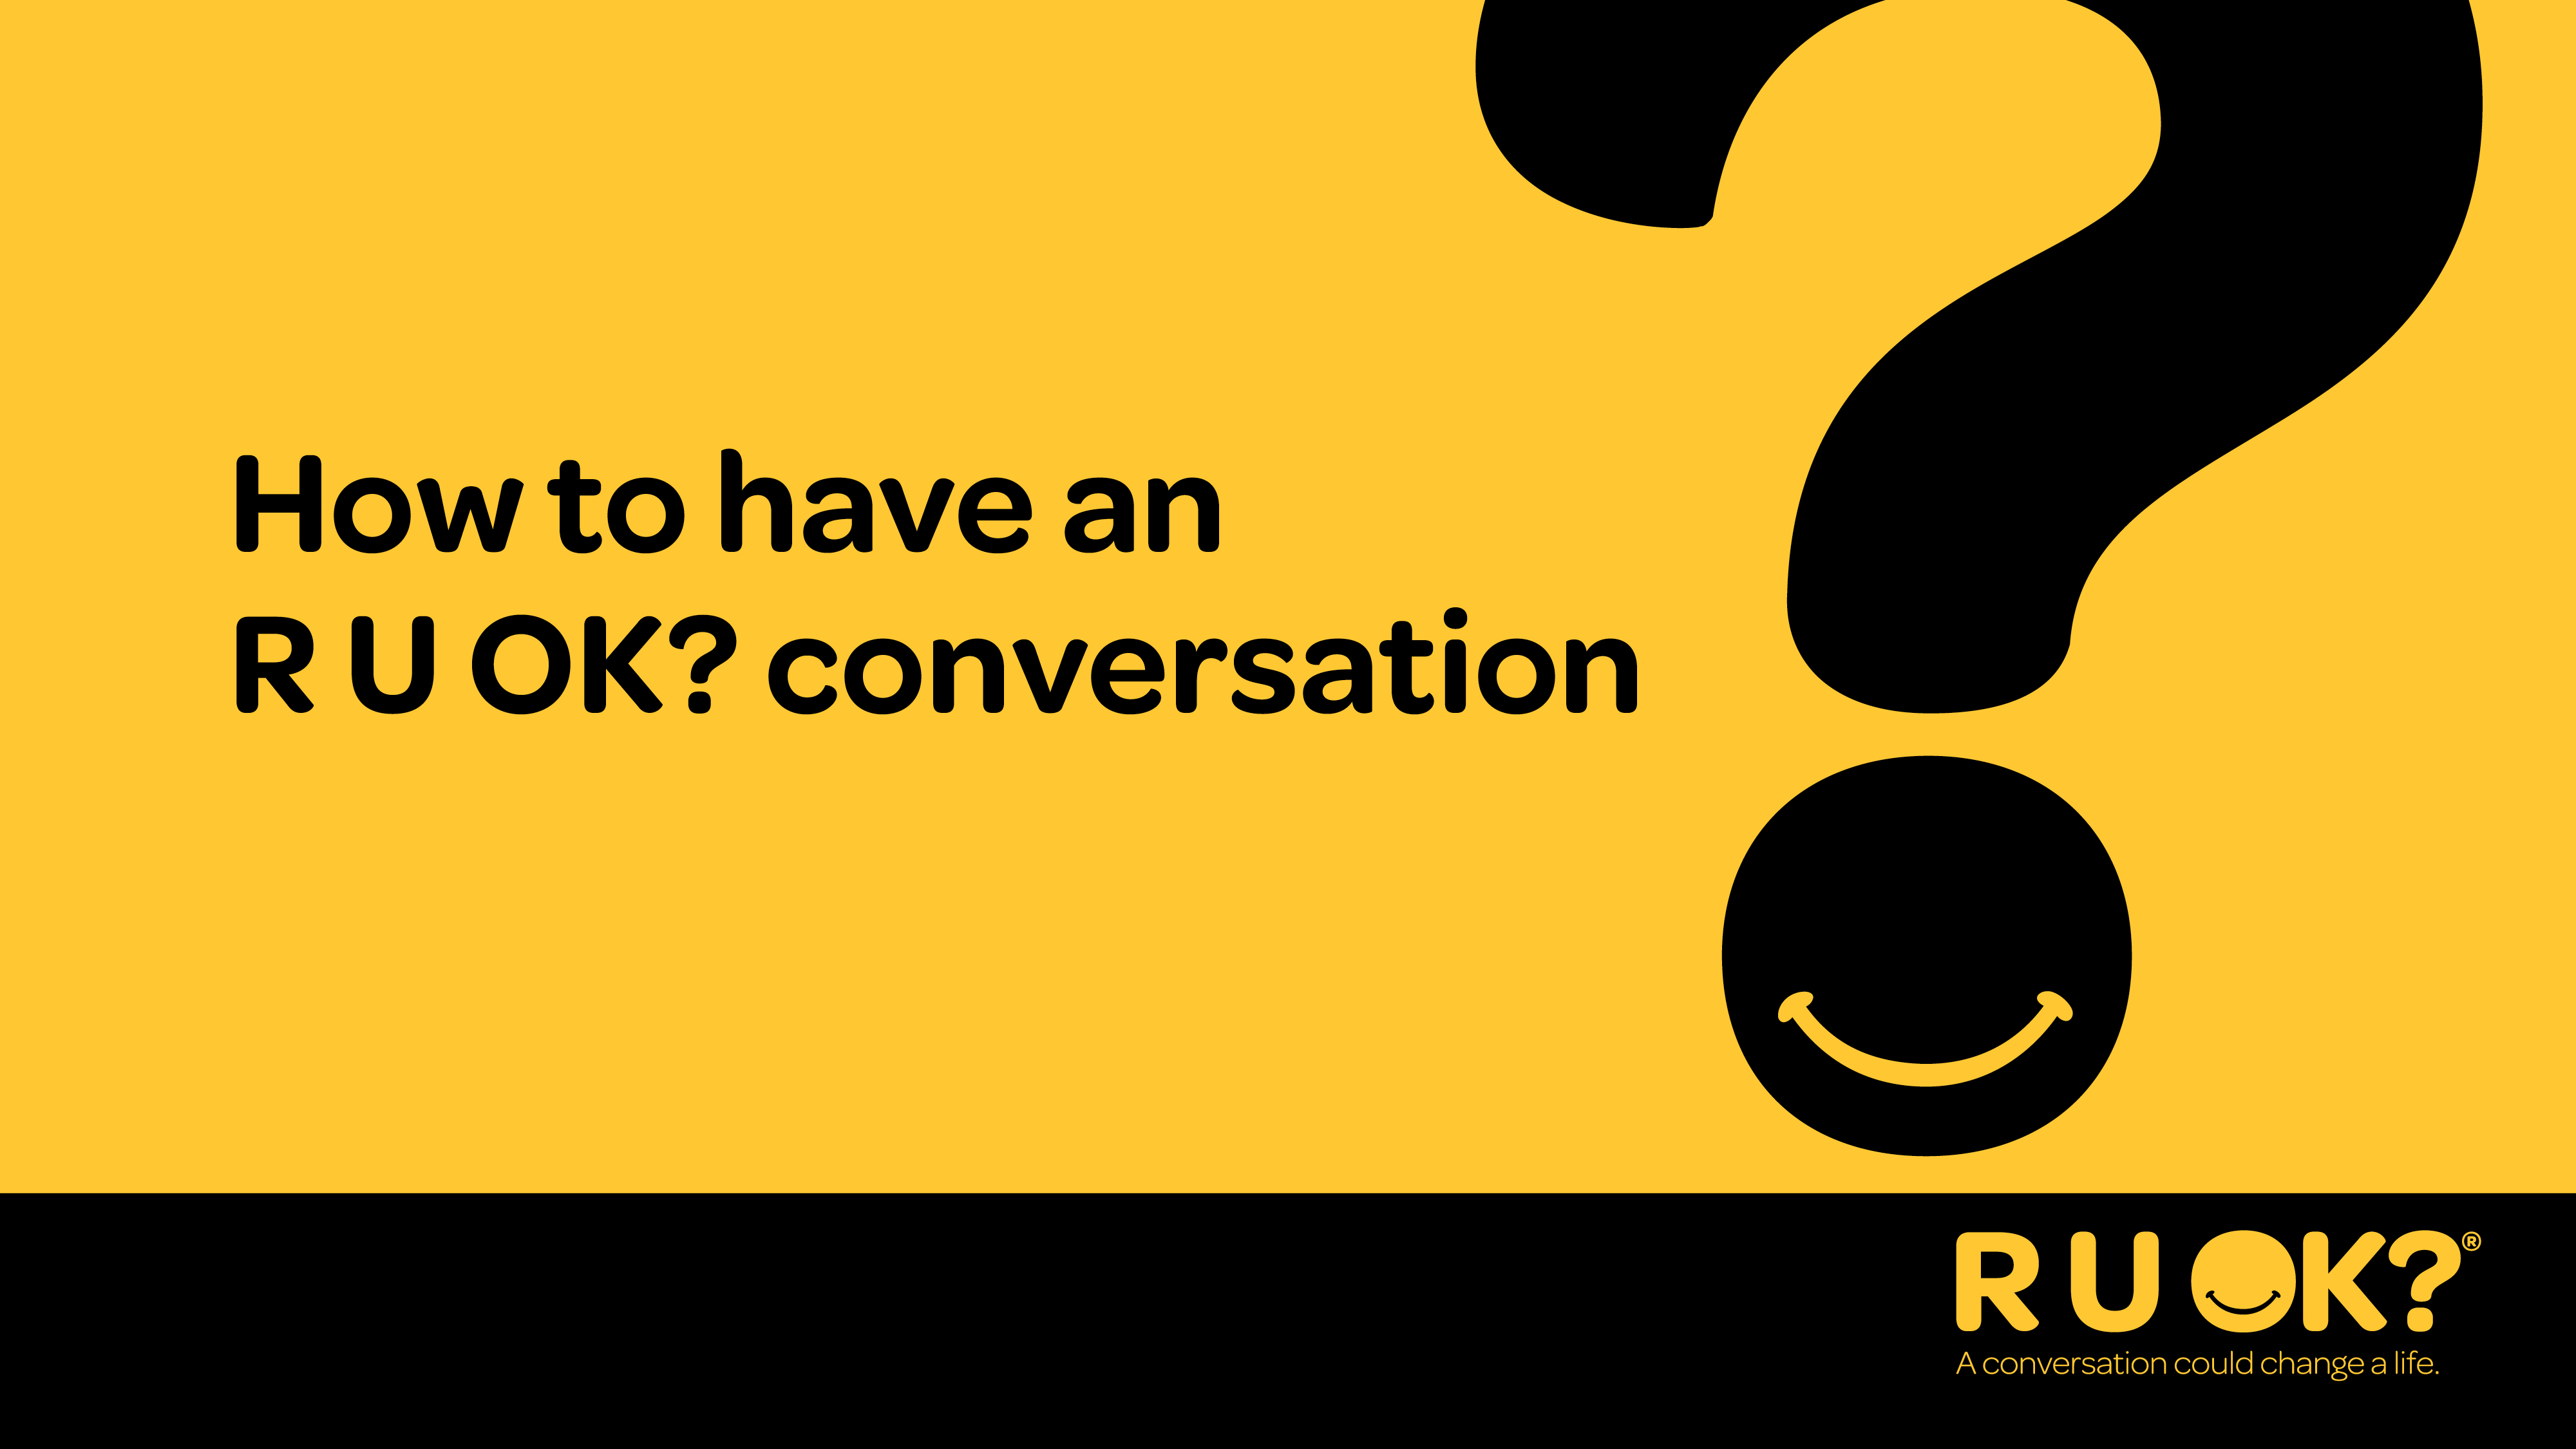 How to have an
R U OK? conversation
R U OK?®
A conversation could change a life.